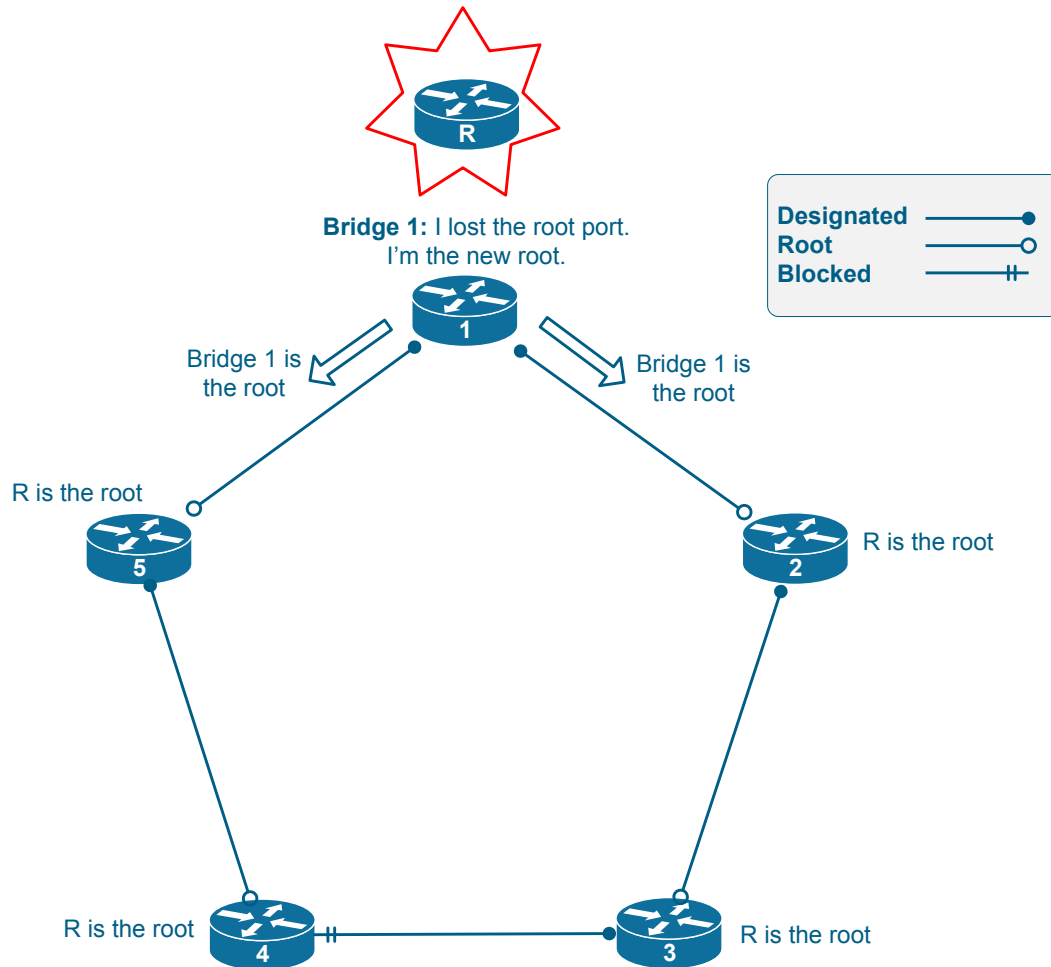 R
Bridge 1: I lost the root port.
I'm the new root.
Designated
Root
Blocked
1
Bridge 1 is
the root
Bridge 1 is
the root
R is the root
5
2
R is the root
R is the root
4
3
R is the root